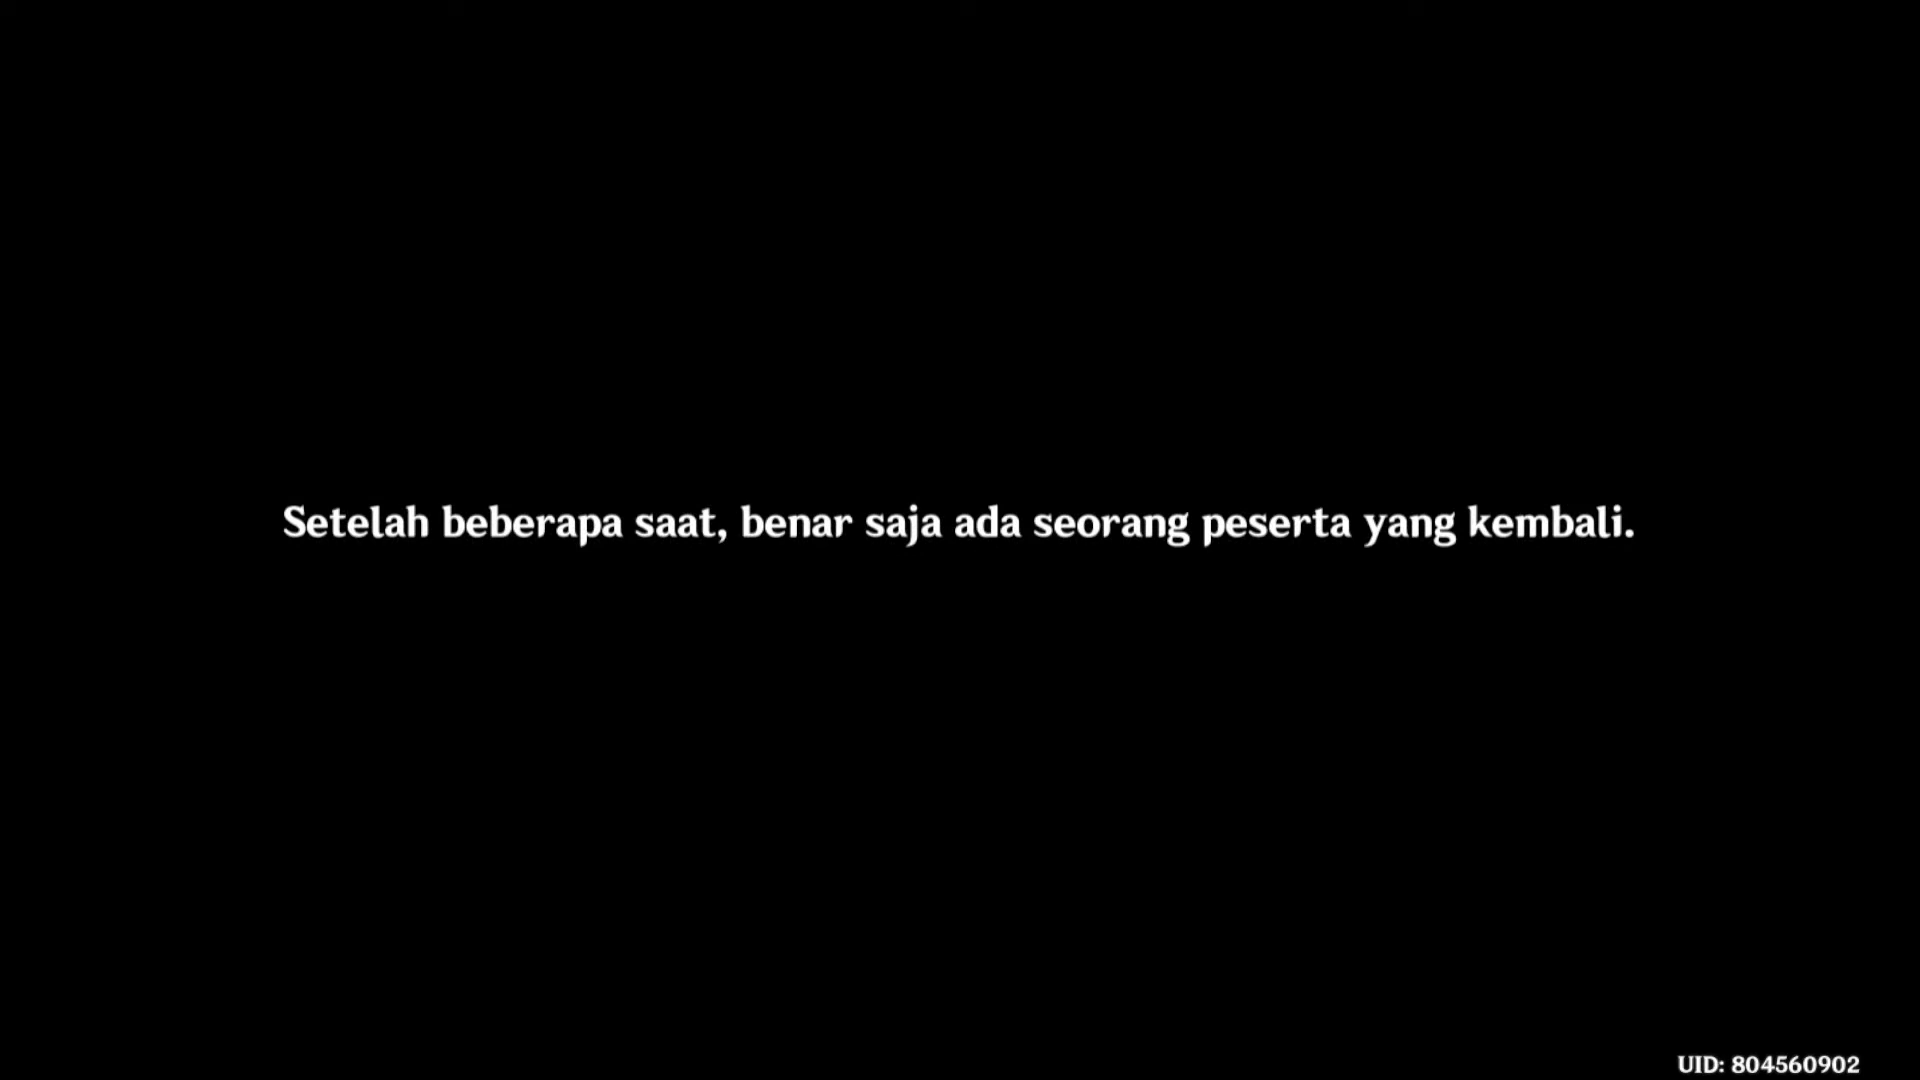 Setelah beberapa saat, benar saja ada seorang peserta yang kembali.
UID: 804560902